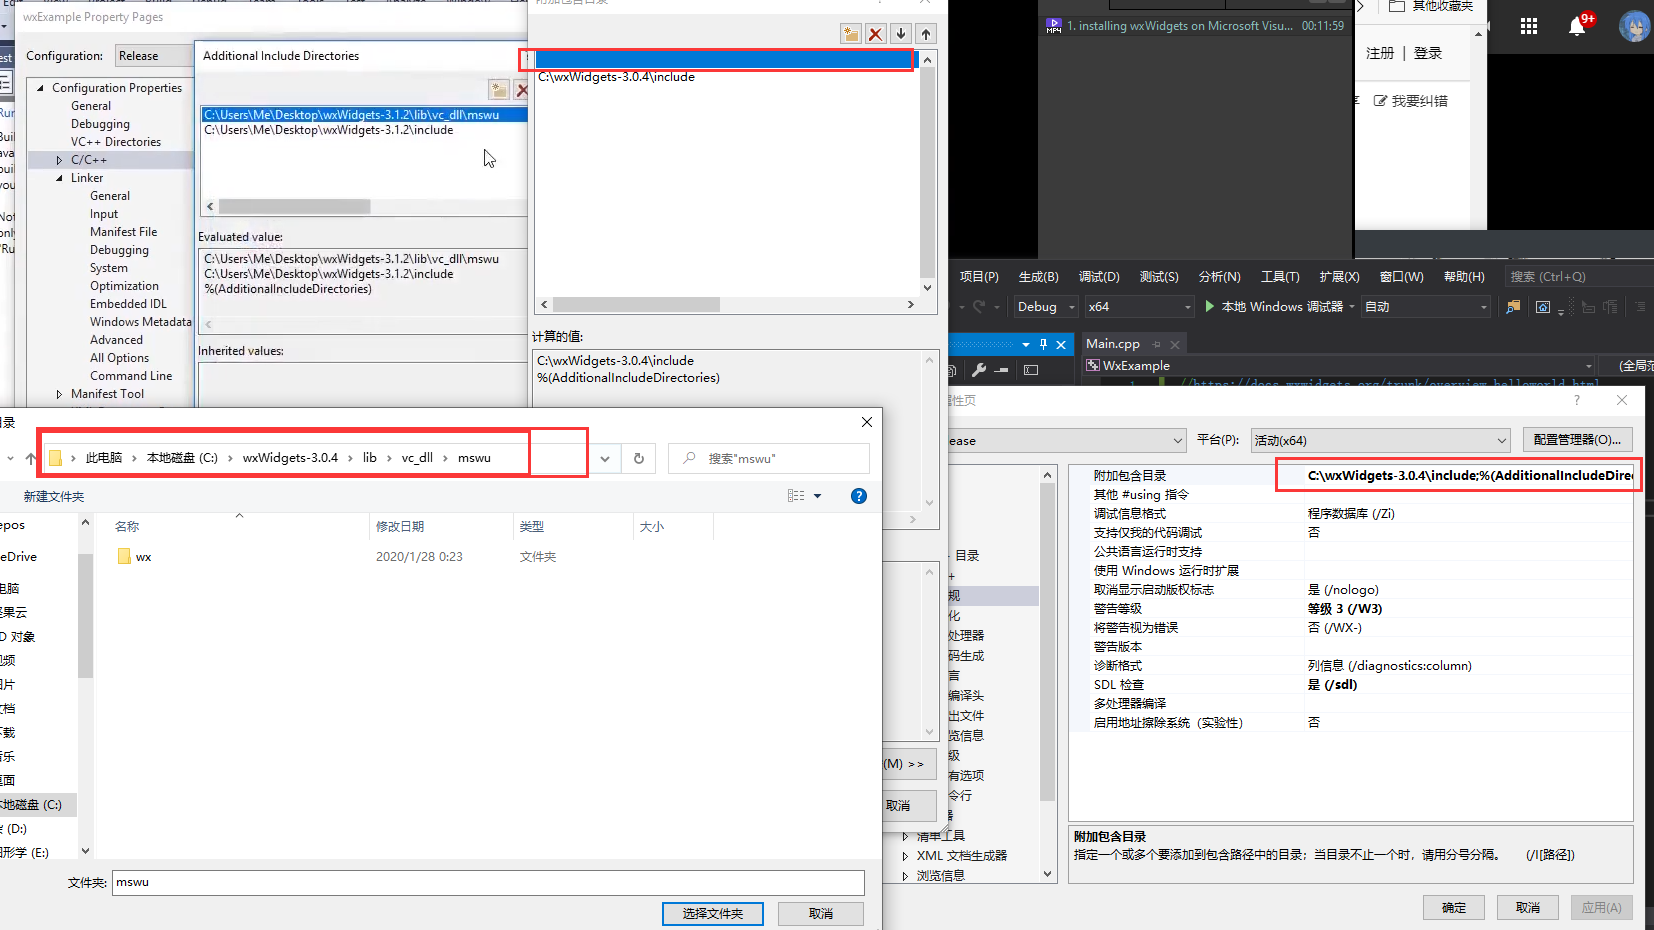 wxExample Property Pages
Configuration:
Release
Configuration Properties
General
Debugging
VC++ Directories
C/C++
Linker
General
Input
Manifest File
Debugging
System
Optimization
Embedded IDL
Windows Metadata
Advanced
All Options
Command Line
Manifest Tool
Additional Include Directories
C:\Users\Me\Desktop\wxWidgets-3.1.2\lib\vc_dll\mswu
C:\Users\Me\Desktop\wxWidgets-3.1.2\include
Evaluated value:
C:\Users\Me\Desktop\wxWidgets-3.1.2\lib\vc_dll\mswu
C:\Users\Me\Desktop\wxWidgets-3.1.2\include
%(AdditionalIncludeDirectories)
Inherited values:
C:\wxWidgets-3.0.4\include
计算的值:
C:\wxWidgets-3.0.4\include
%(AdditionalIncludeDirectories)
(M) >>
取消
1. installing wxWidgets on Microsoft Visu... 00:11:59
MP4
其他收藏夹
注册 | 登录
我要纠错
9+
项目(P) 生成(B) 调试(D) 测试(S) 分析(N) 工具(T) 扩展(X) 窗口(W) 帮助(H) 搜索 (Ctrl+Q)
Debug x64 本地 Windows 调试器 自动
Main.cpp
WxExample
(全局范
1 //https://docs.wxwidgets.org/trunk/overview_helloworld.html
性页
ease
平台(P): 活动(x64) 配置管理器(O)...
附加包含目录 C:\wxWidgets-3.0.4\include;%(AdditionalIncludeDirec
其他 #using 指令
调试信息格式 程序数据库 (/Zi)
支持仅我的代码调试 否
公共语言运行时支持
使用 Windows 运行时扩展
取消显示启动版权标志 是 (/nologo)
警告等级 等级 3 (/W3)
将警告视为错误 否 (/WX-)
警告版本
诊断格式 列信息 (/diagnostics:column)
SDL 检查 是 (/sdl)
多处理器编译
启用地址擦除系统（实验性） 否
目录
规
化
处理器
码生成
言
编译头
出文件
览信息
级
有选项
令行
器
清单工具
XML 文档生成器
浏览信息
附加包含目录
指定一个或多个要添加到包含路径中的目录；当目录不止一个时，请用分号分隔。 (/I[路径])
确定 取消 应用(A)
目录
此电脑 本地磁盘 (C:) wxWidgets-3.0.4 lib vc_dll mswu
搜索"mswu"
新建文件夹
名称 修改日期 类型 大小
wx 2020/1/28 0:23 文件夹
epos
eDrive
电脑
坚果云
D 对象
视频
图片
文档
下载
音乐
桌面
本地磁盘 (C:)
(D:)
图形学 (E:)
文件夹: mswu
选择文件夹 取消